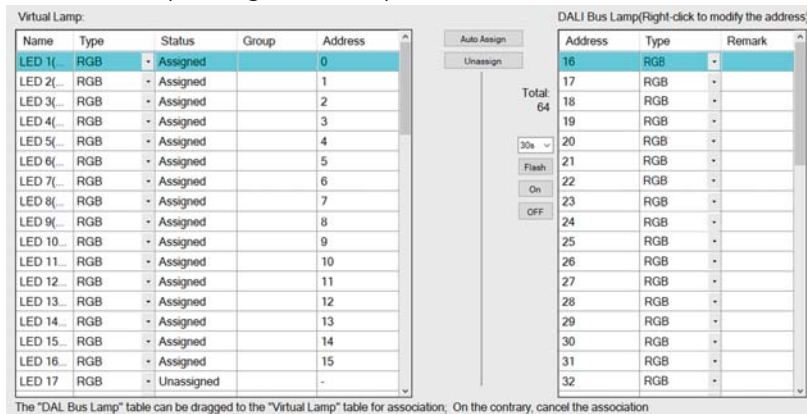 Virtual Lamp:
DALI Bus Lamp(Right-click to modify the address)
Name Type Status Group Address
LED 1(... RGB Assigned 0
LED 2(... RGB Assigned 1
LED 3(... RGB Assigned 2
LED 4(... RGB Assigned 3
LED 5(... RGB Assigned 4
LED 6(... RGB Assigned 5
LED 7(... RGB Assigned 6
LED 8(... RGB Assigned 7
LED 9(... RGB Assigned 8
LED 10... RGB Assigned 9
LED 11... RGB Assigned 10
LED 12... RGB Assigned 11
LED 13... RGB Assigned 12
LED 14... RGB Assigned 13
LED 15... RGB Assigned 14
LED 16... RGB Assigned 15
LED 17 RGB Unassigned -
Auto Assign
Unassign
Total:
64
30s
Flash
On
OFF
Address Type Remark
16 RGB
17 RGB
18 RGB
19 RGB
20 RGB
21 RGB
22 RGB
23 RGB
24 RGB
25 RGB
26 RGB
27 RGB
28 RGB
29 RGB
30 RGB
31 RGB
32 RGB
The "DAL Bus Lamp" table can be dragged to the "Virtual Lamp" table for association; On the contrary, cancel the association